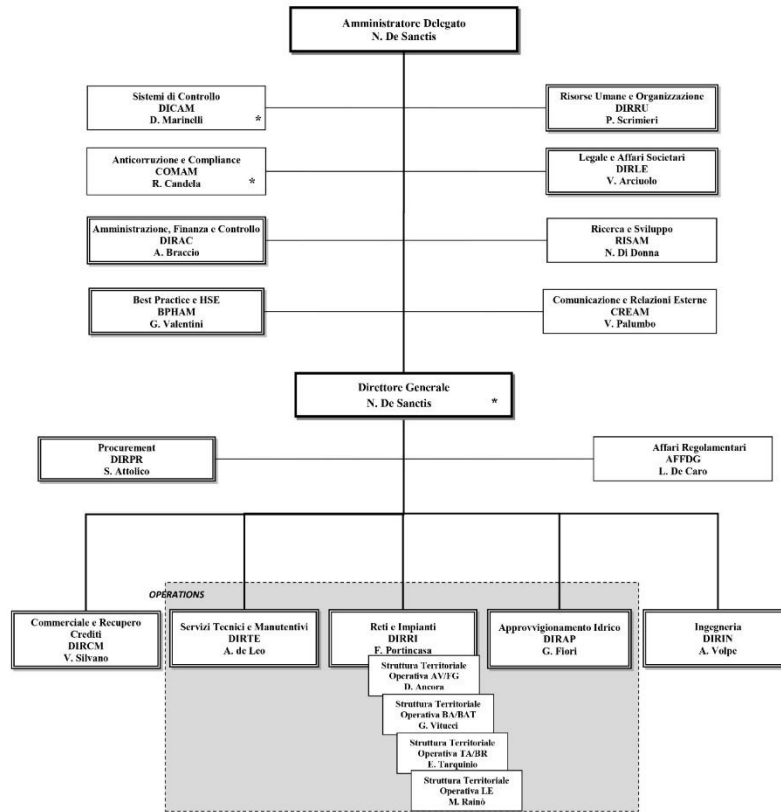 Amministratore Delegato
N. De Sanctis
Sistemi di Controllo
DICAM
D. Marinelli *
Risorse Umane e Organizzazione
DIRRU
P. Scrimieri
Anticorruzione e Compliance
COMAM
R. Candela *
Legale e Affari Societari
DIRLE
V. Arciuolo
Amministrazione, Finanza e Controllo
DIRAC
A. Braccio
Ricerca e Sviluppo
RISAM
N. Di Donna
Best Practice e HSE
BPHAM
G. Valentini
Comunicazione e Relazioni Esterne
CREAM
V. Palumbo
Direttore Generale
N. De Sanctis *
Procurement
DIRPR
S. Attolico
Affari Regolamentari
AFFDG
L. De Caro
OPERATIONS
Commerciale e Recupero
Crediti
DIRCM
V. Silvano
Servizi Tecnici e Manutentivi
DIRTE
A. de Leo
Reti e Impianti
DIRRI
F. Portincasa
Approvvigionamento Idrico
DIRAP
G. Fiori
Ingegneria
DIRIN
A. Volpe
Struttura Territoriale
Operativa AV/FG
D. Ancora
Struttura Territoriale
Operativa BA/BAT
G. Vitucci
Struttura Territoriale
Operativa TA/BR
E. Tarquinio
Struttura Territoriale
Operativa LE
M. Rainò